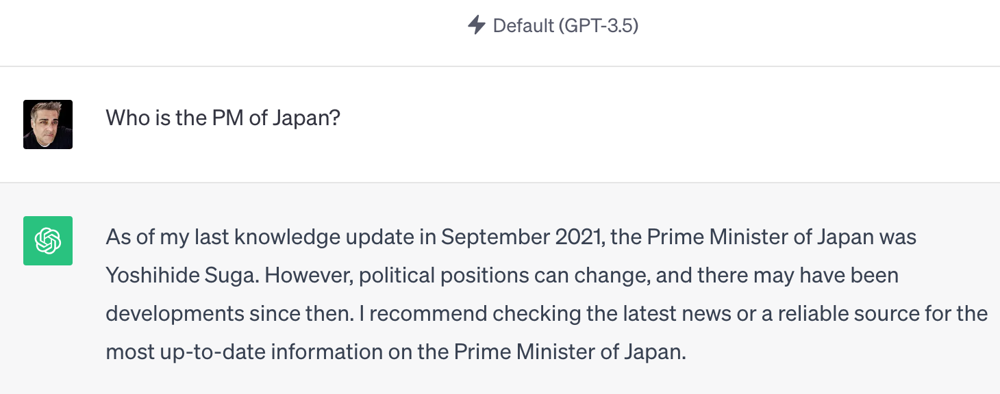 Default (GPT-3.5)
Who is the PM of Japan?
As of my last knowledge update in September 2021, the Prime Minister of Japan was
Yoshihide Suga. However, political positions can change, and there may have been
developments since then. I recommend checking the latest news or a reliable source for the
most up-to-date information on the Prime Minister of Japan.